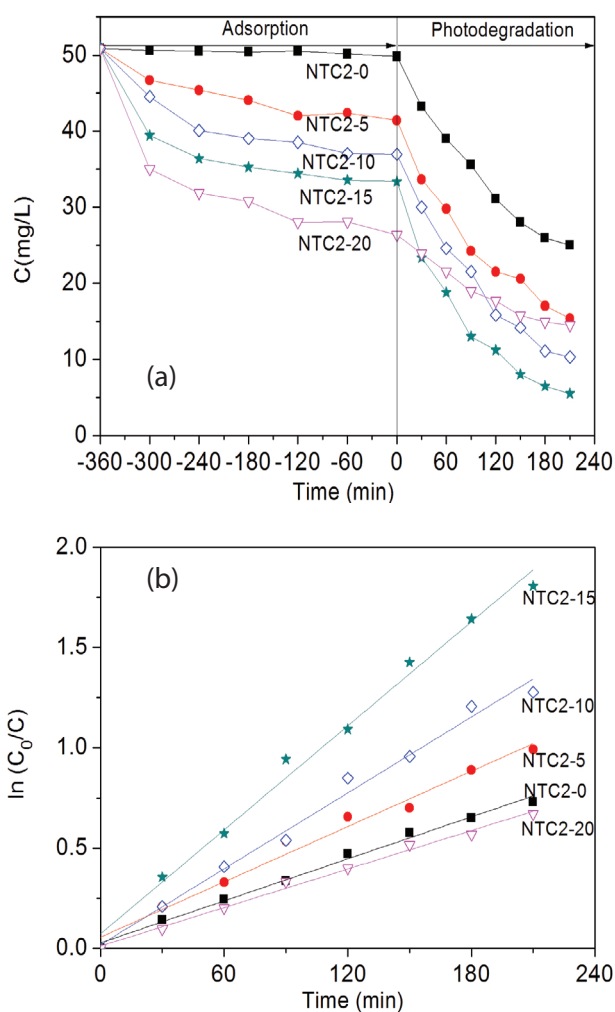 Adsorption
Photodegradation
50
40
30
20
10
0
C(mg/L)
NTC2-0
NTC2-5
NTC2-10
NTC2-15
NTC2-20
(a)
-360 -300 -240 -180 -120 -60 0 60 120 180 240
Time (min)
2.0
1.5
1.0
0.5
0.0
ln (C0/C)
(b)
NTC2-15
NTC2-10
NTC2-5
NTC2-0
NTC2-20
0 60 120 180 240
Time (min)